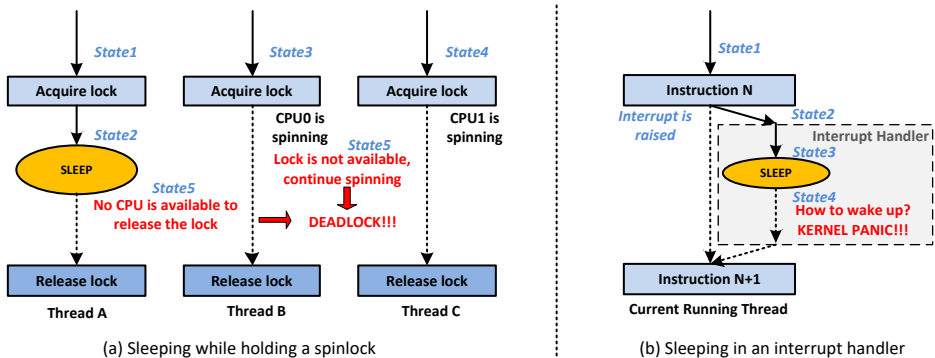 State1
Acquire lock
State2
SLEEP
State5
No CPU is available to
release the lock
Release lock
Thread A
State3
Acquire lock
CPU0 is
spinning
State5
Lock is not available,
continue spinning
DEADLOCK!!!
Release lock
Thread B
State4
Acquire lock
CPU1 is
spinning
Release lock
Thread C
(a) Sleeping while holding a spinlock
State1
Instruction N
Interrupt is
raised
State2
Interrupt Handler
State3
SLEEP
State4
How to wake up?
KERNEL PANIC!!!
Instruction N+1
Current Running Thread
(b) Sleeping in an interrupt handler